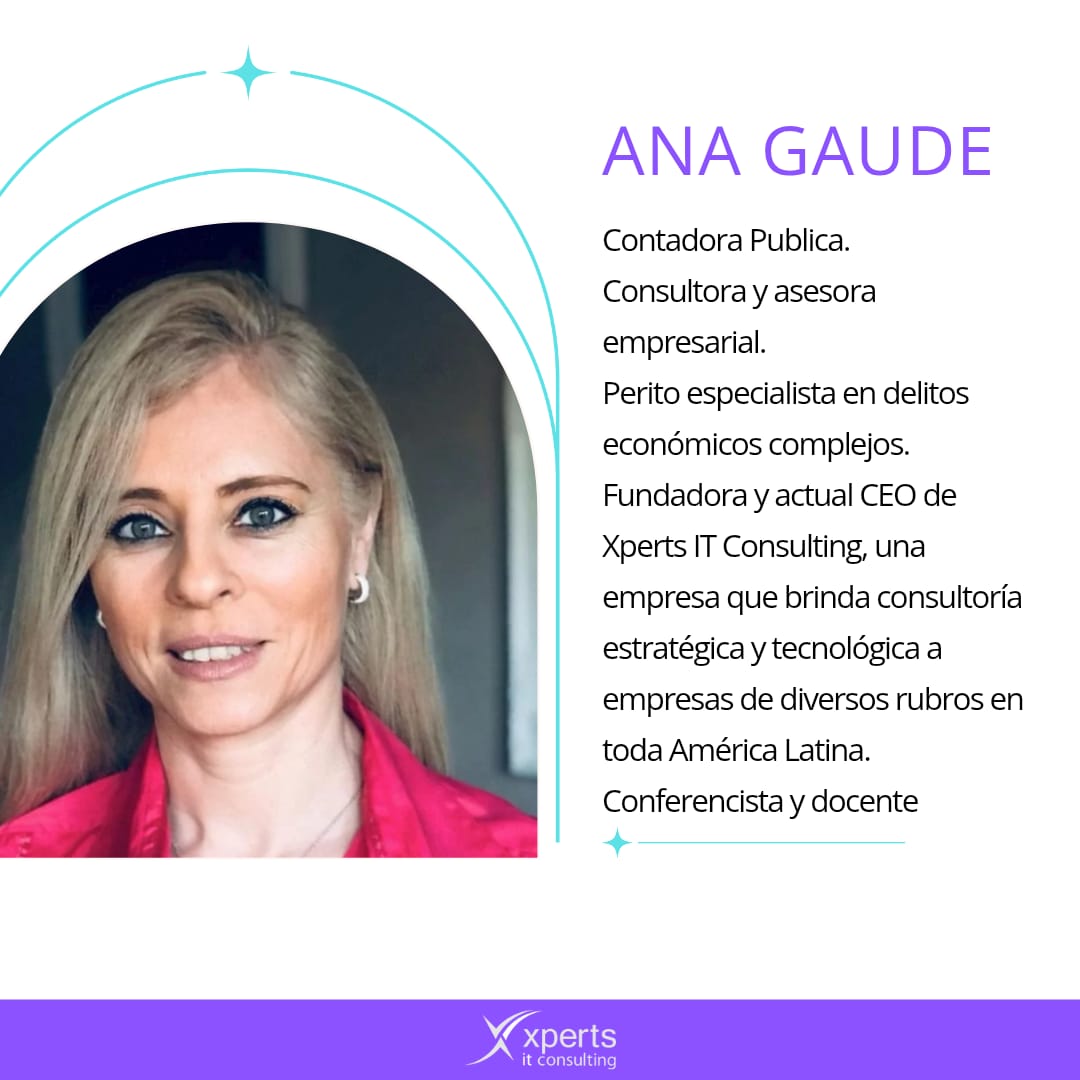 ANA GAUDE
Contadora Publica.
Consultora y asesora
empresarial.
Perito especialista en delitos
económicos complejos.
Fundadora y actual CEO de
Xperts IT Consulting, una
empresa que brinda consultoría
estratégica y tecnológica a
empresas de diversos rubros en
toda América Latina.
Conferencista y docente
xperts
it consulting